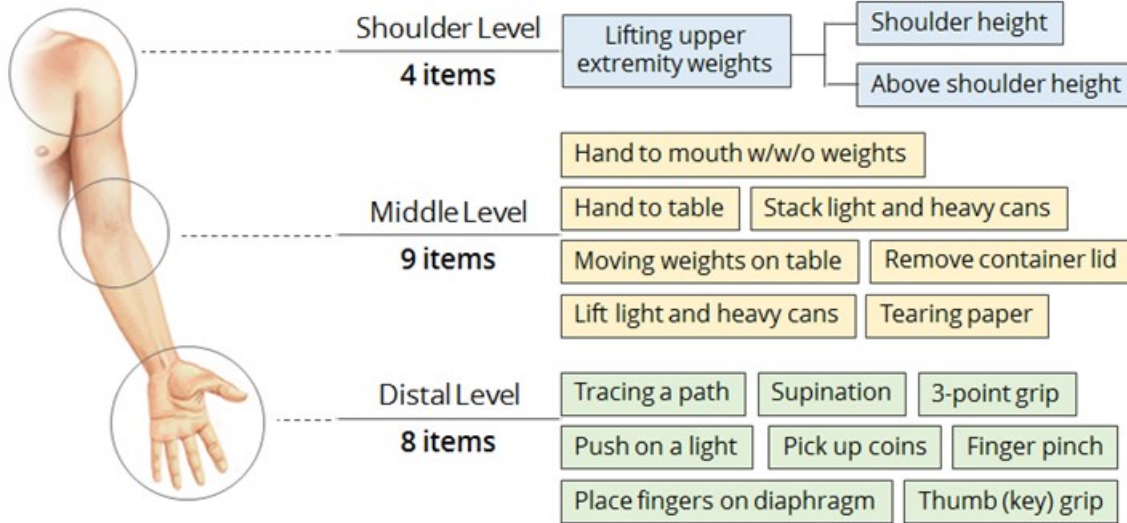 Shoulder Level
4 items
Lifting upper
extremity weights
Shoulder height
Above shoulder height
Middle Level
9 items
Hand to mouth w/w/o weights
Hand to table
Stack light and heavy cans
Moving weights on table
Remove container lid
Lift light and heavy cans
Tearing paper
Distal Level
8 items
Tracing a path
Supination
3-point grip
Push on a light
Pick up coins
Finger pinch
Place fingers on diaphragm
Thumb (key) grip